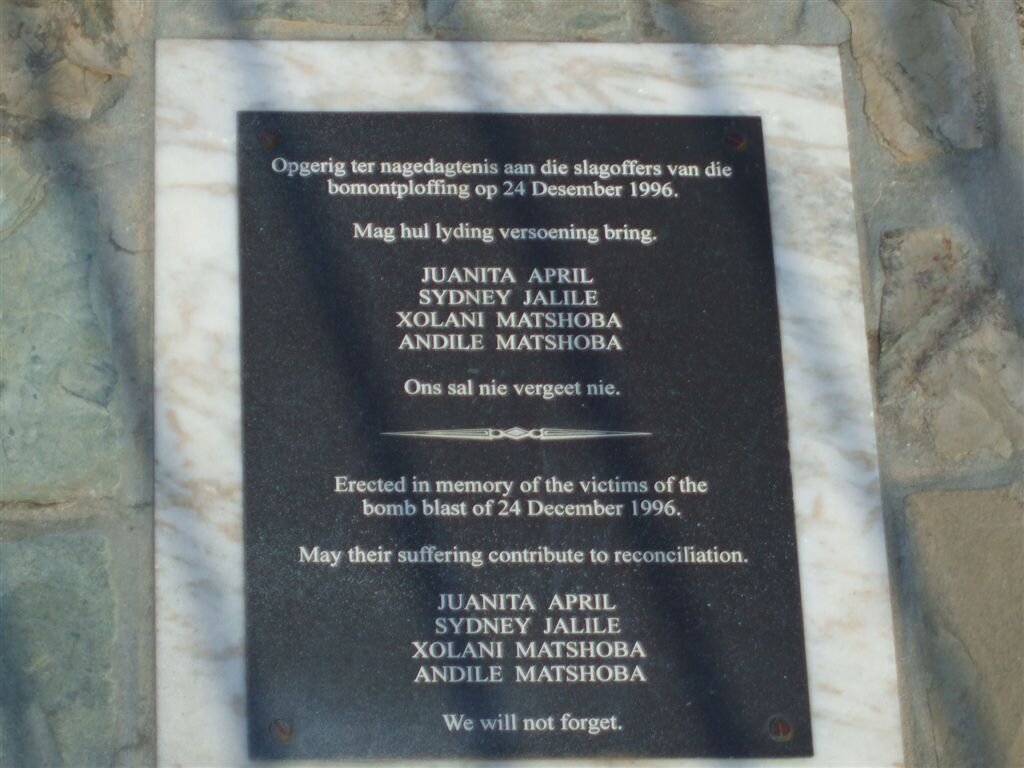 Opgerig ter nagedagtenis aan die slagoffers van die
bomontploffing op 24 Desember 1996.
Mag hul lyding versoening bring.
JUANITA APRIL
SYDNEY JALILE
XOLANI MATSHOBA
ANDILE MATSHOBA
Ons sal nie vergeet nie.
Erected in memory of the victims of the
bomb blast of 24 December 1996.
May their suffering contribute to reconciliation.
JUANITA APRIL
SYDNEY JALILE
XOLANI MATSHOBA
ANDILE MATSHOBA
We will not forget.